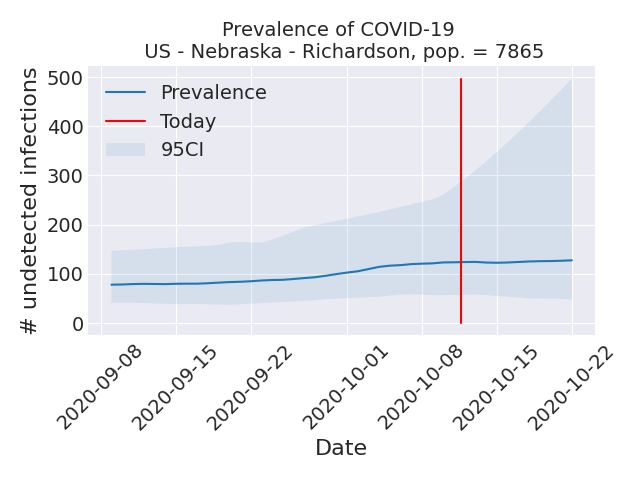 Prevalence of COVID-19
US - Nebraska - Richardson, pop. = 7865
# undetected infections
500
400
300
200
100
0
Prevalence
Today
95CI
2020-09-08
2020-09-15
2020-09-22
2020-10-01
2020-10-08
2020-10-15
2020-10-22
Date